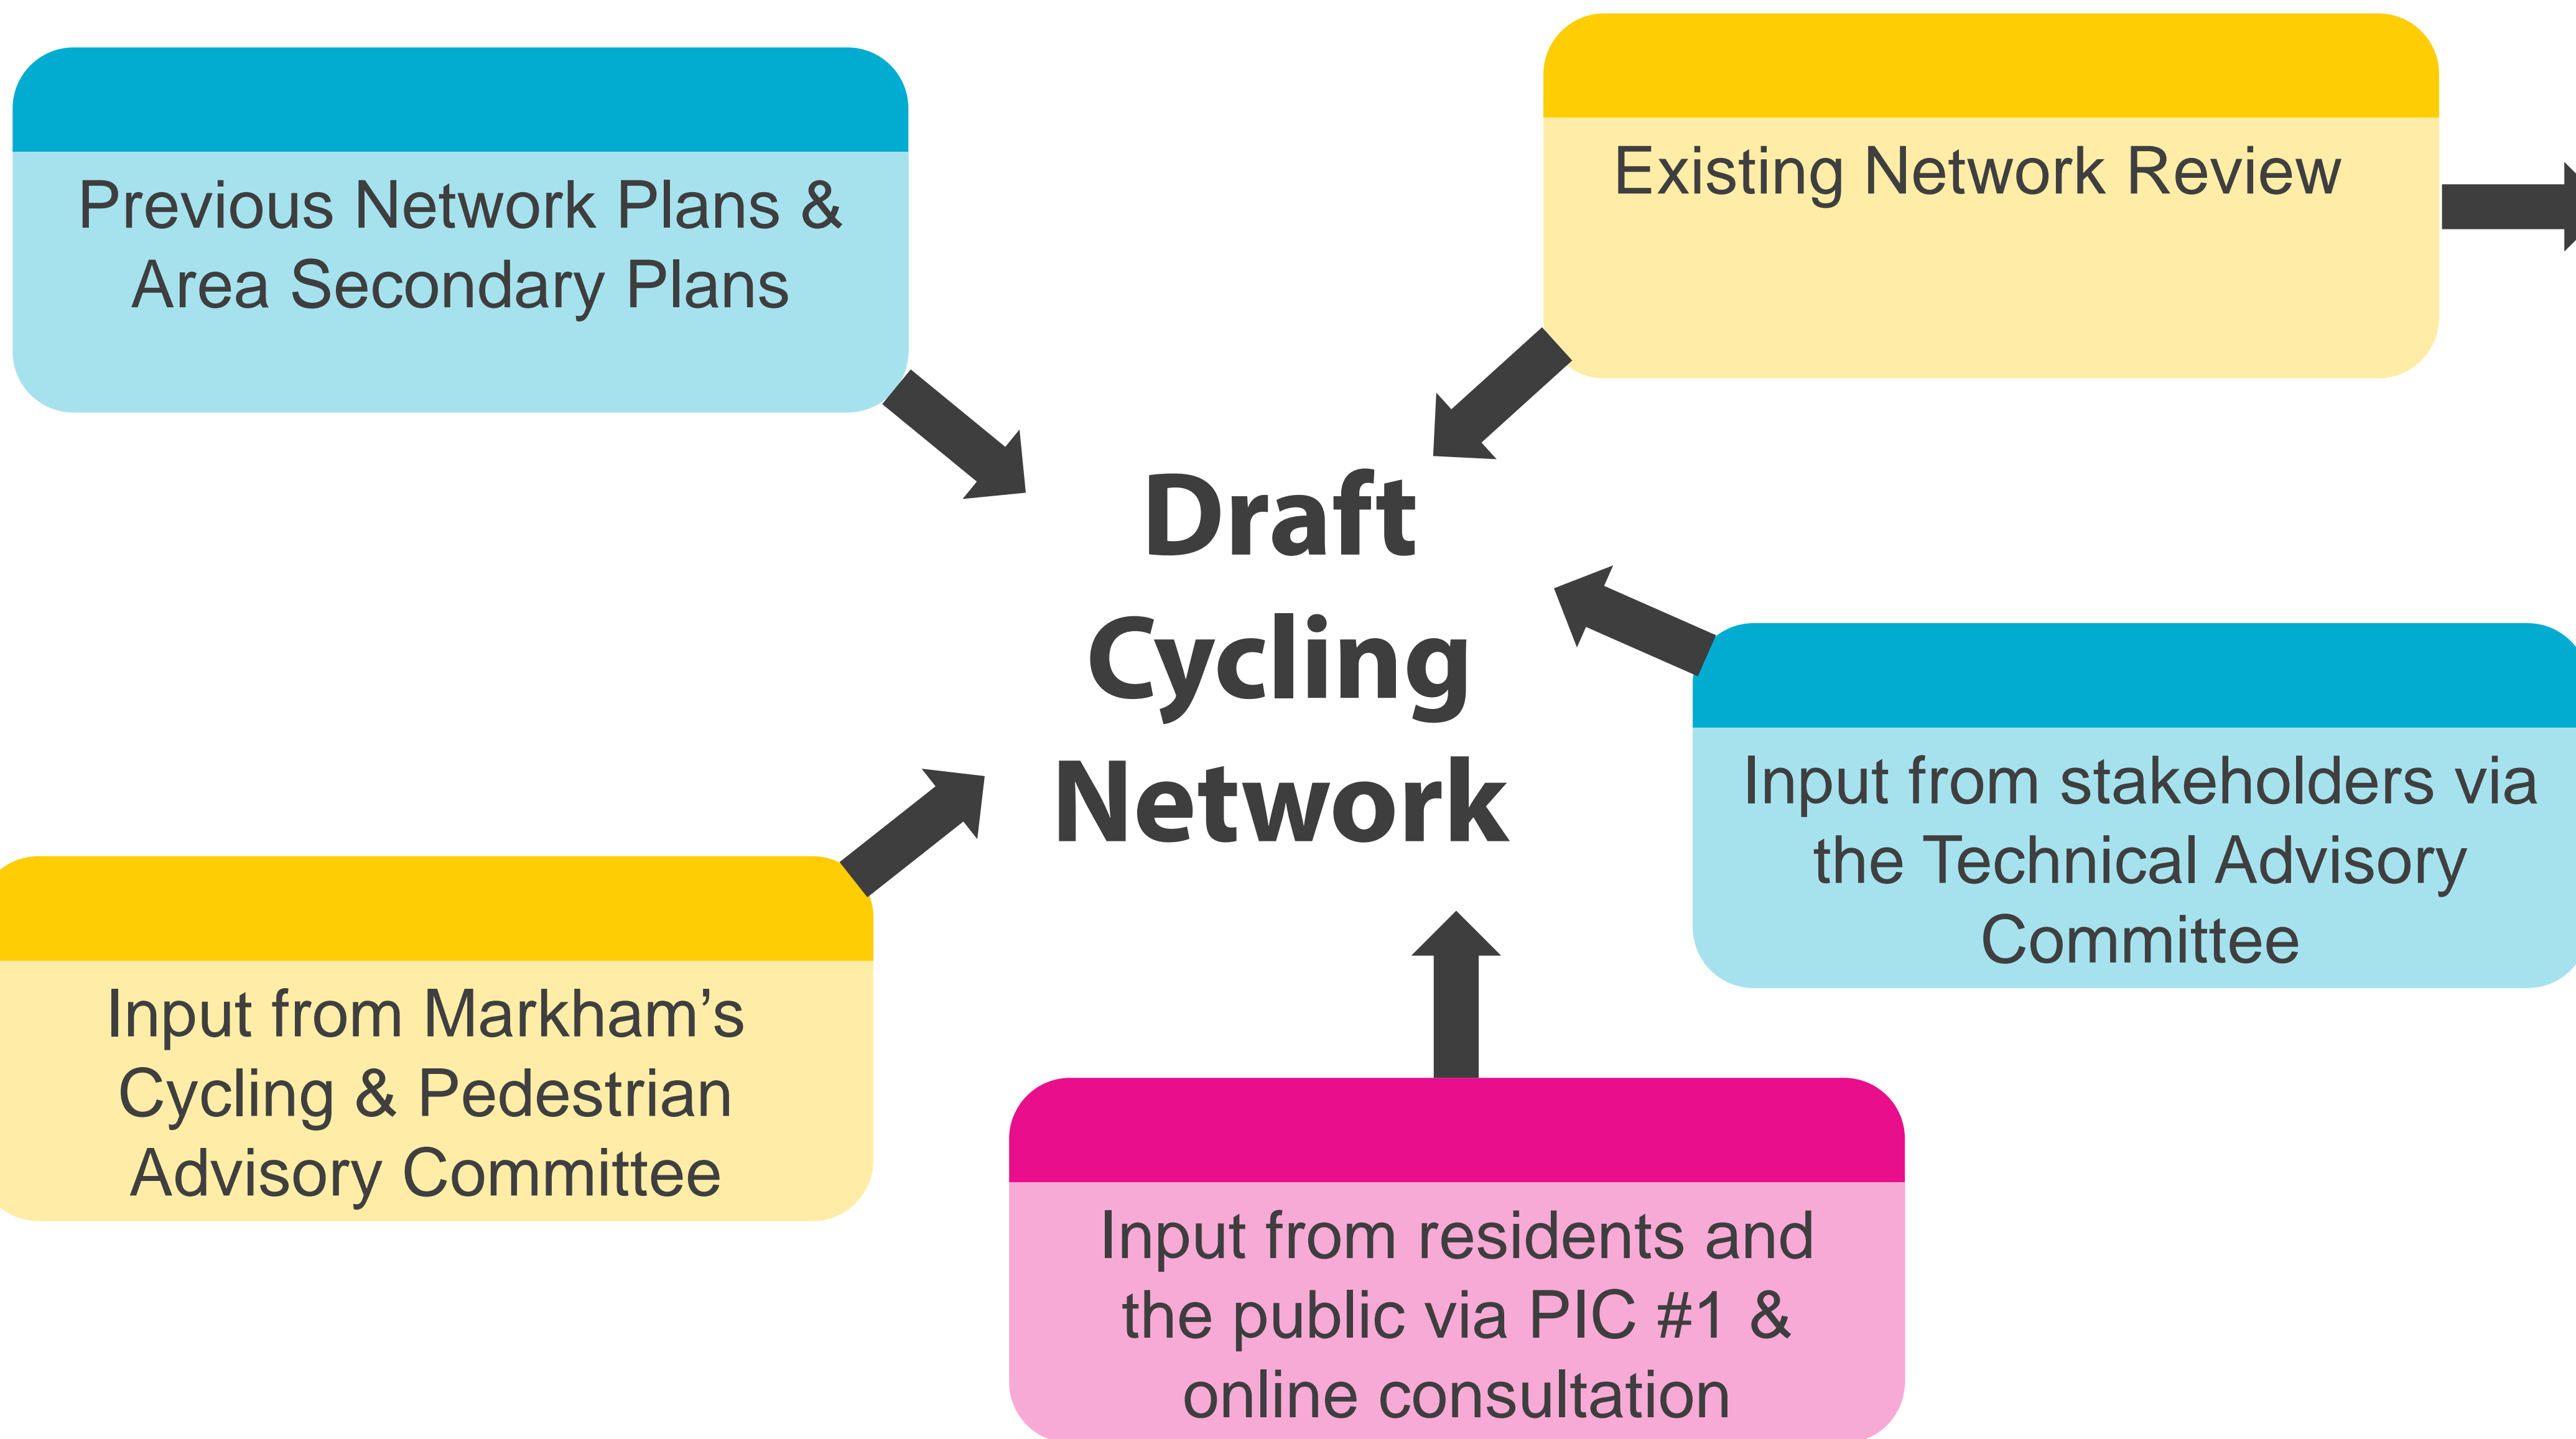 Previous Network Plans &
Area Secondary Plans
Existing Network Review
Draft
Cycling
Network
Input from stakeholders via
the Technical Advisory
Committee
Input from Markham’s
Cycling & Pedestrian
Advisory Committee
Input from residents and
the public via PIC #1 &
online consultation